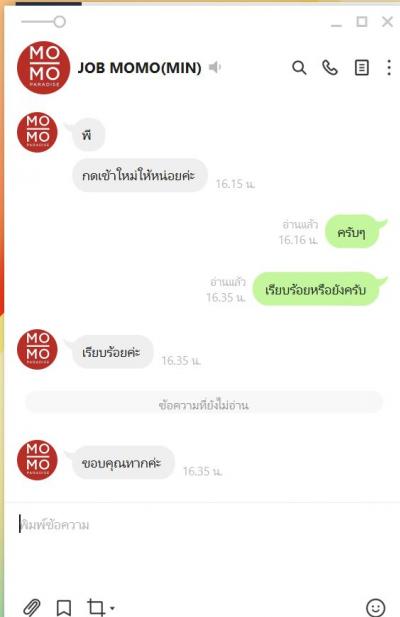 MO
MO
PARADISE
JOB MOMO(MIN)
MO
MO
PARADISE
พี
กดเข้าใหม่ให้หน่อยค่ะ
16.15 น.
อ่านแล้ว
16.16 น.
ครับๆ
อ่านแล้ว
16.35 น.
เรียบร้อยหรือยังครับ
MO
MO
PARADISE
เรียบร้อยค่ะ
16.35 น.
ข้อความที่ยังไม่อ่าน
MO
MO
PARADISE
ขอบคุณทากค่ะ
16.35 น.
พิมพ์ข้อความ